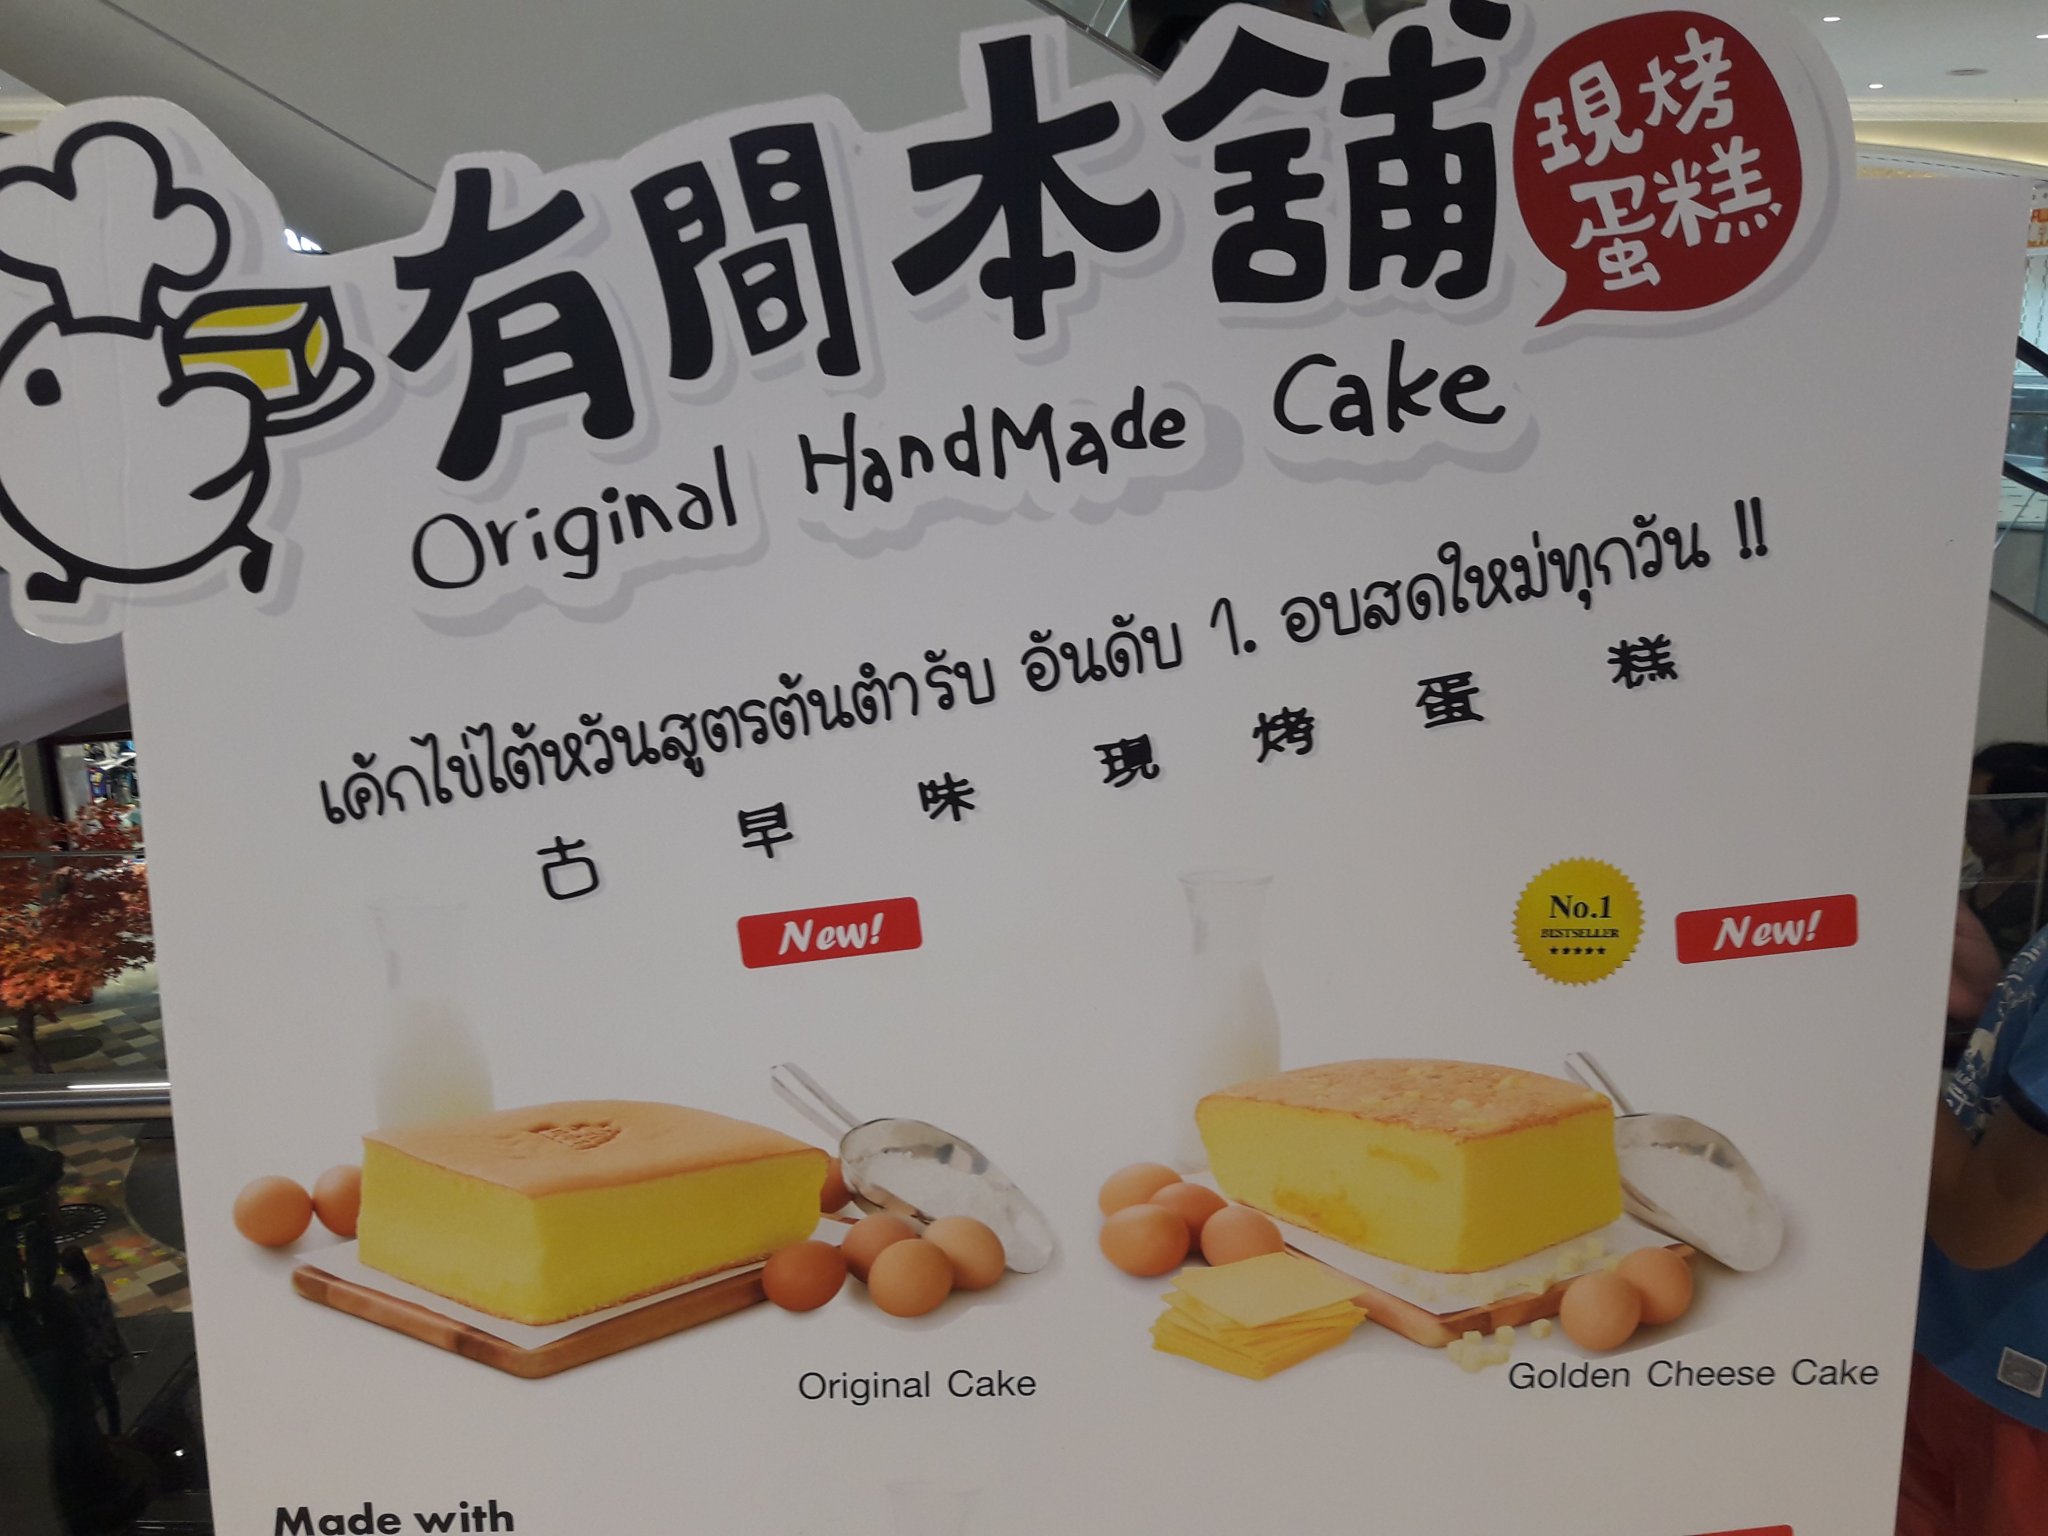 有間本舖
現烤
蛋糕
Original HandMade Cake
เค้กไข่ไต้หวันสูตรต้นตำรับ อันดับ 1. อบสดใหม่ทุกวัน !!
古早味現烤蛋糕
New!
No.1
BESTSELLER
New!
Original Cake
Golden Cheese Cake
Made with